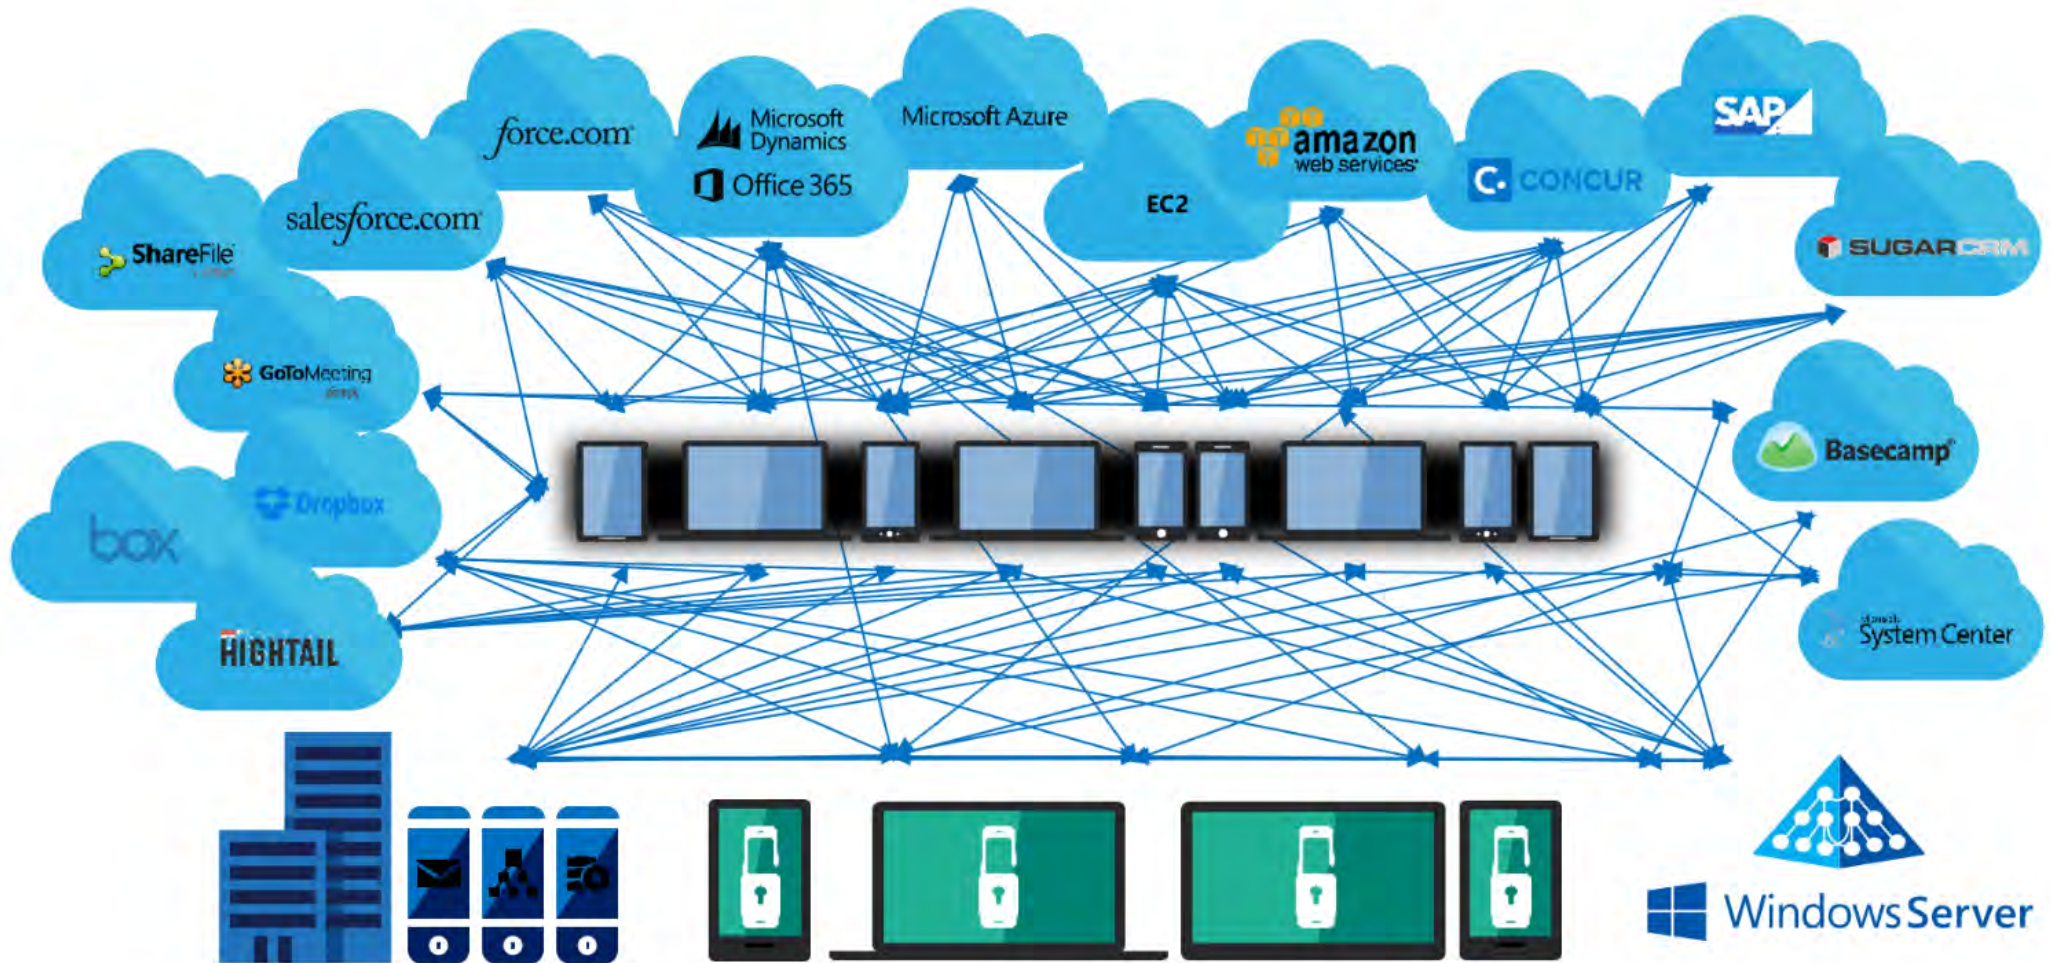 force.com
Microsoft
Dynamics
Office 365
Microsoft Azure
EC2
amazon
web services
C. CONCUR
SAP
salesforce.com
ShareFile
SUGARCRM
GoToMeeting
Basecamp
box
Dropbox
HIGHTAIL
System Center
Windows Server